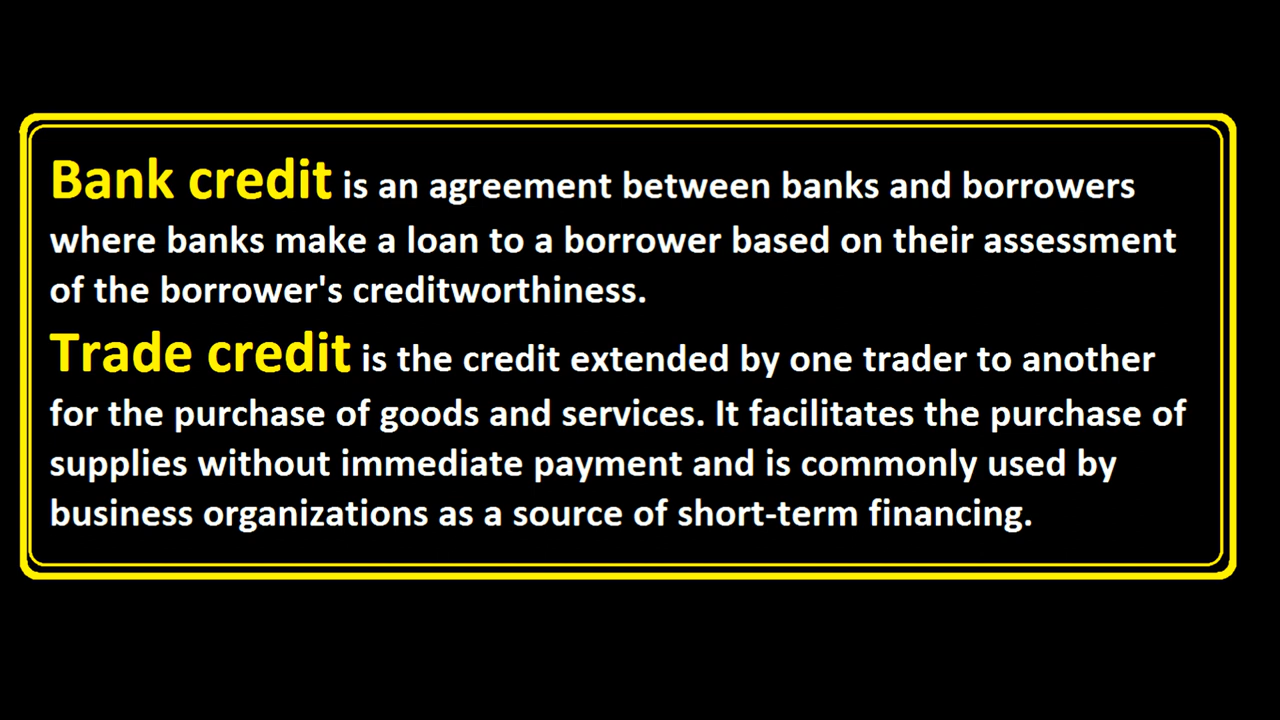 Bank credit is an agreement between banks and borrowers
where banks make a loan to a borrower based on their assessment
of the borrower's creditworthiness.
Trade credit is the credit extended by one trader to another
for the purchase of goods and services. It facilitates the purchase of
supplies without immediate payment and is commonly used by
business organizations as a source of short-term financing.